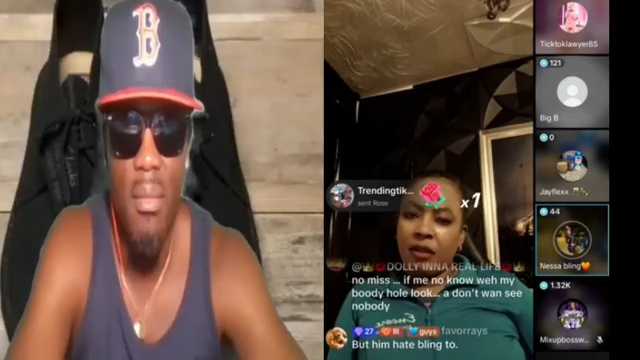 B
Ticktoklawyer85
121
Big B
0
Jayflexx
44
Nessa bling🧡
1.32K
Mixupbossw...
Trendingtik...
sent Rose
x1
@👑💋DOLLY INNA REAL LIFE💋👑
no miss ... if me no know weh my
boody hole look... a don't wan see
nobody
27 guys favorrays
But him hate bling to.